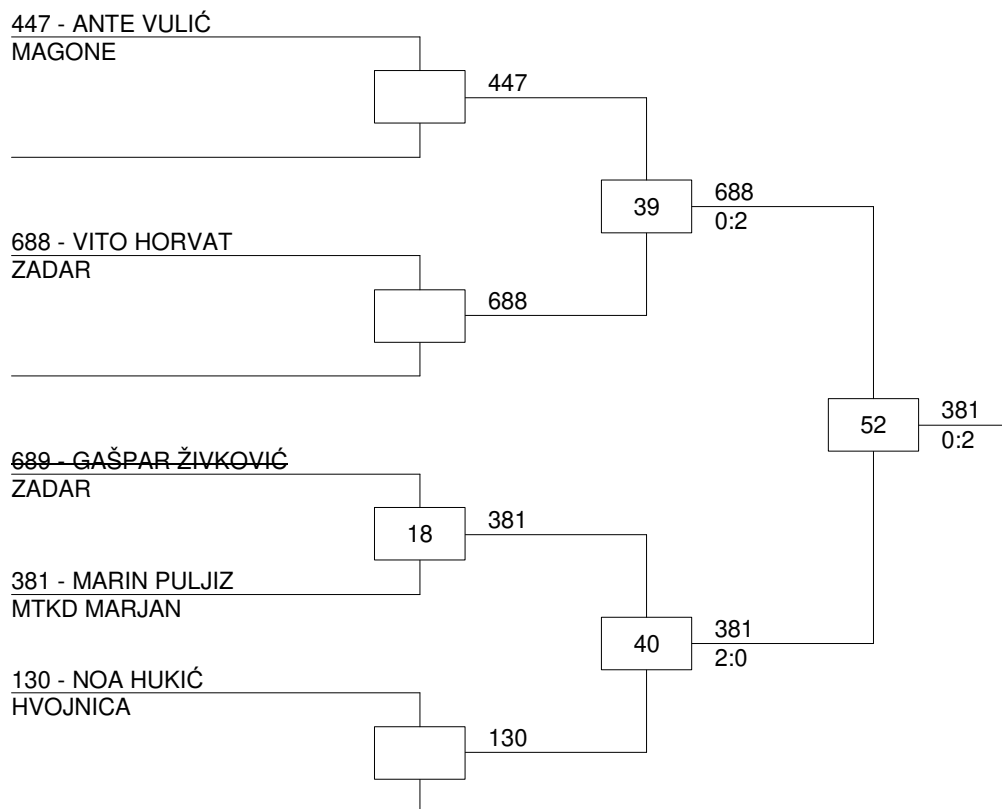 447 - ANTE VULIĆ
MAGONE
447
39
688
0:2
688 - VITO HORVAT
ZADAR
688
52
381
0:2
689 - GAŠPAR ŽIVKOVIĆ
ZADAR
18
381
381 - MARIN PULJIZ
MTKD MARJAN
40
381
2:0
130 - NOA HUKIĆ
HVOJNICA
130